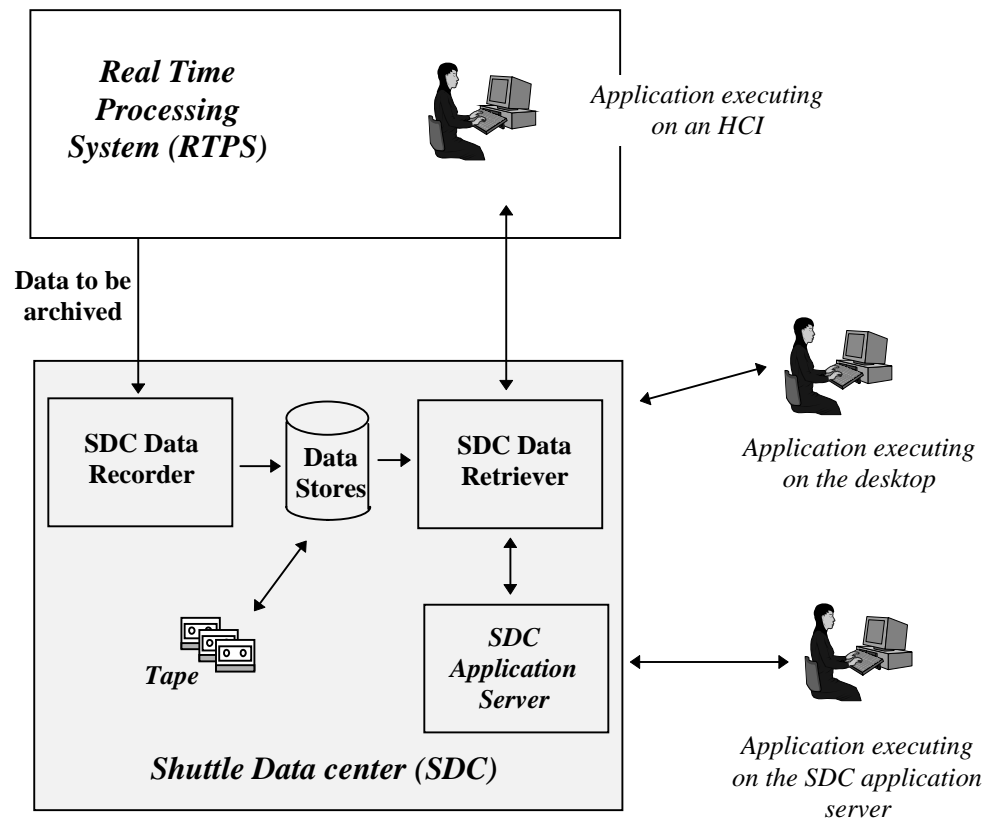 Real Time
Processing
System (RTPS)
Application executing
on an HCI
Data to be
archived
SDC Data
Recorder
Data
Stores
SDC Data
Retriever
Application executing
on the desktop
Tape
SDC
Application
Server
Shuttle Data center (SDC)
Application executing
on the SDC application
server